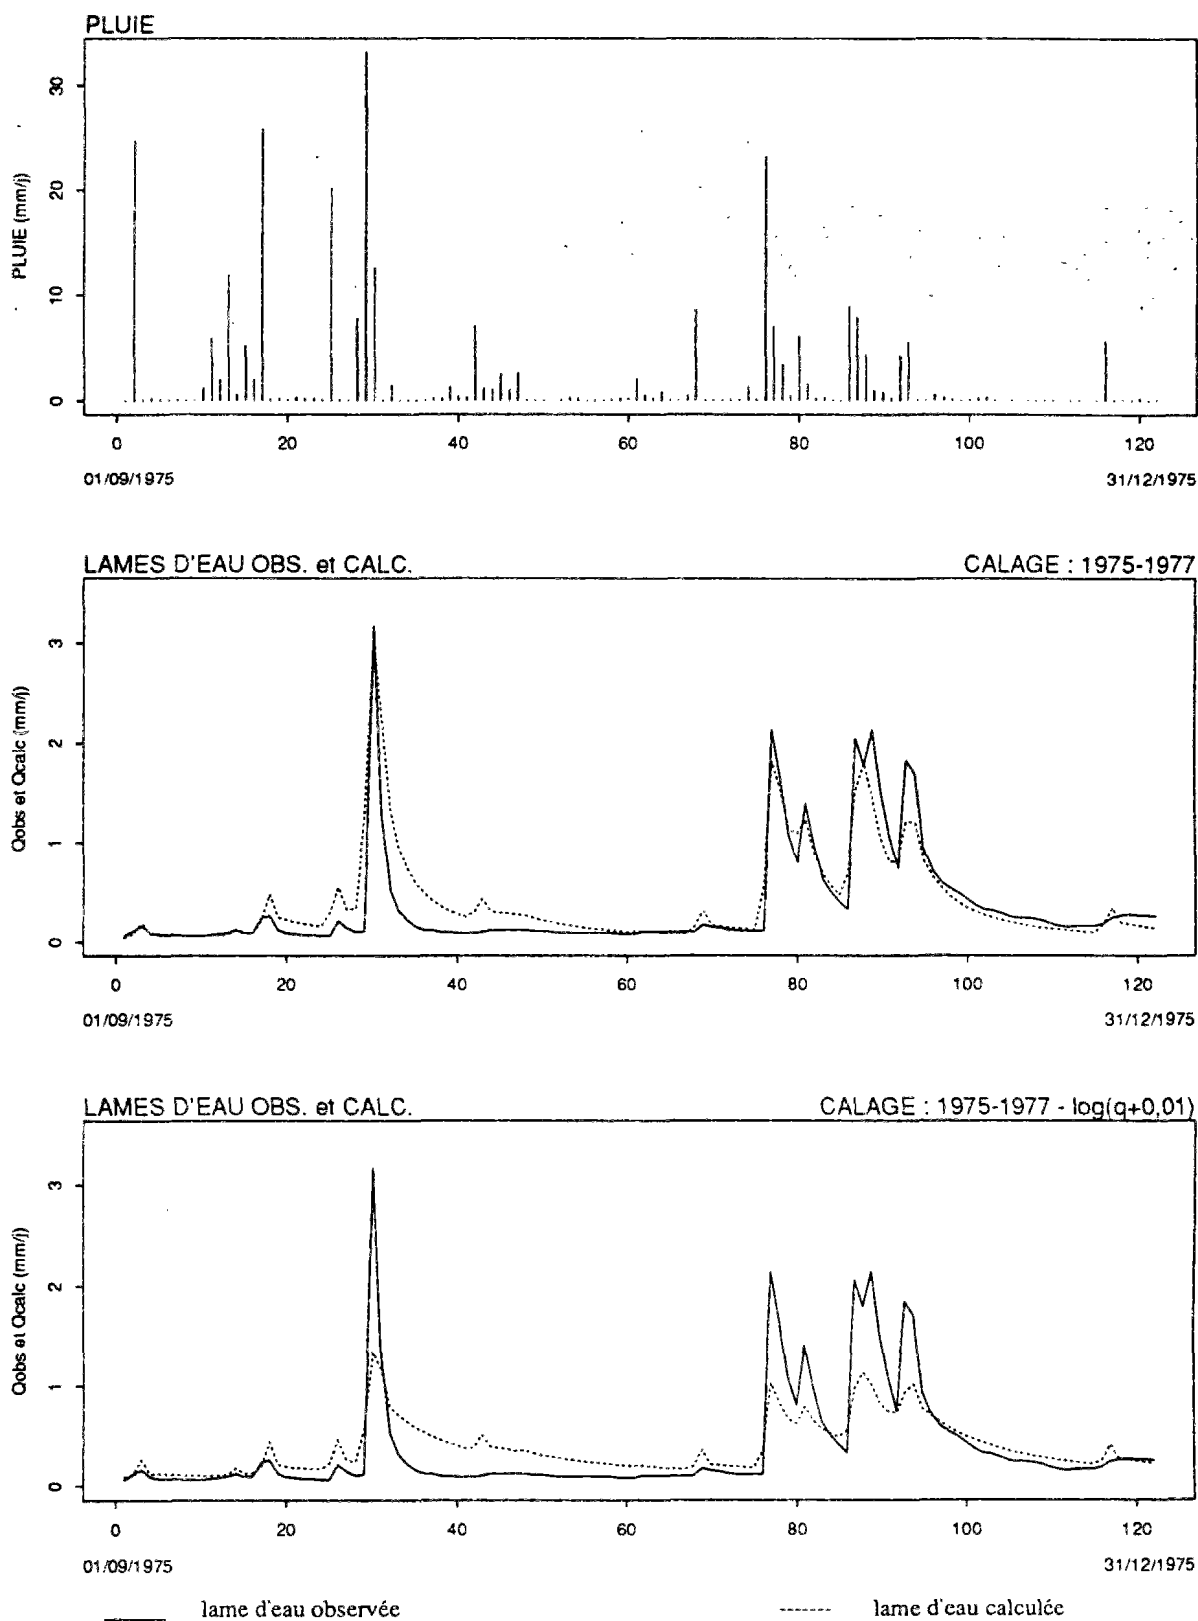 PLUIE
PLUIE (mm/j)
30
20
10
0
0 20 40 60 80 100 120
01/09/1975 31/12/1975
LAMES D'EAU OBS. et CALC. CALAGE : 1975-1977
Qobs et Qcalc (mm/j)
3
2
1
0
0 20 40 60 80 100 120
01/09/1975 31/12/1975
LAMES D'EAU OBS. et CALC. CALAGE : 1975-1977 - log(q+0,01)
Qobs et Qcalc (mm/j)
3
2
1
0
0 20 40 60 80 100 120
01/09/1975 31/12/1975
lame d'eau observée lame d'eau calculée